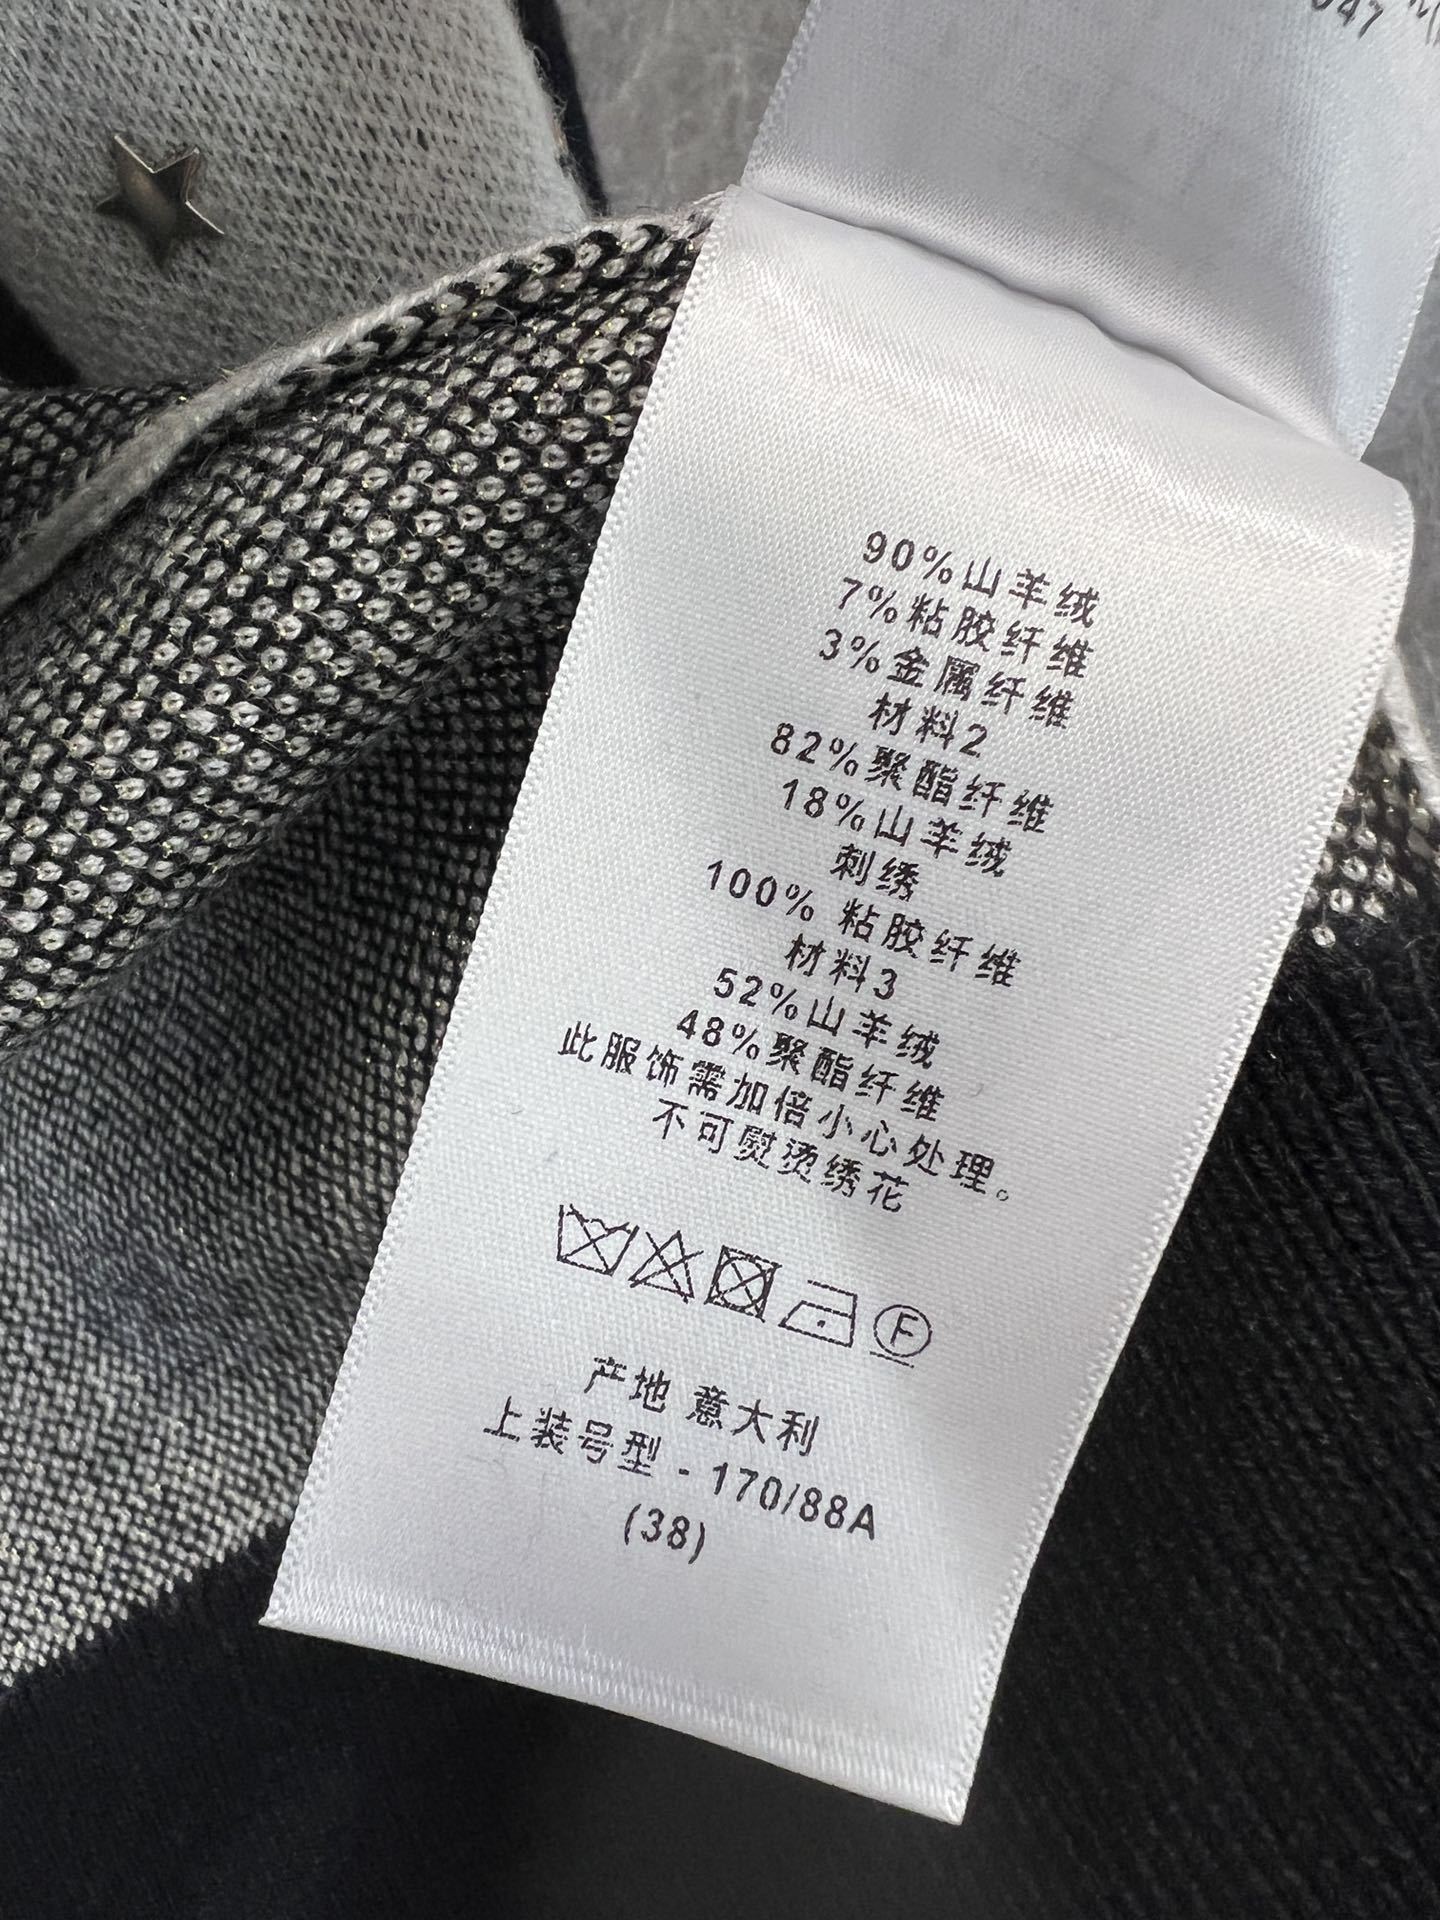 047
90%山羊绒
7%粘胶纤维
3%金属纤维
材料2
82%聚酯纤维
18%山羊绒
刺绣
100% 粘胶纤维
材料3
52%山羊绒
48%聚酯纤维
此服饰需加倍小心处理。
不可熨烫绣花
F
产地 意大利
上装号型 - 170/88A
(38)